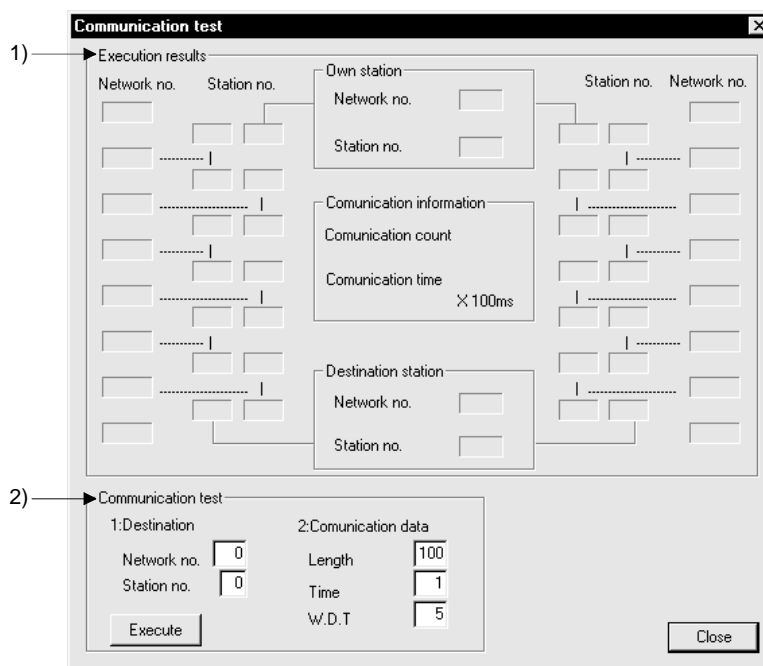 Communication test
1)
Execution results
Network no. Station no.
Own station
Network no.
Station no.
Station no. Network no.
Comunication information
Comunication count
Comunication time
X 100ms
Destination station
Network no.
Station no.
2)
Communication test
1:Destination
Network no. 0
Station no. 0
Execute
2:Comunication data
Length 100
Time 1
W.D.T 5
Close